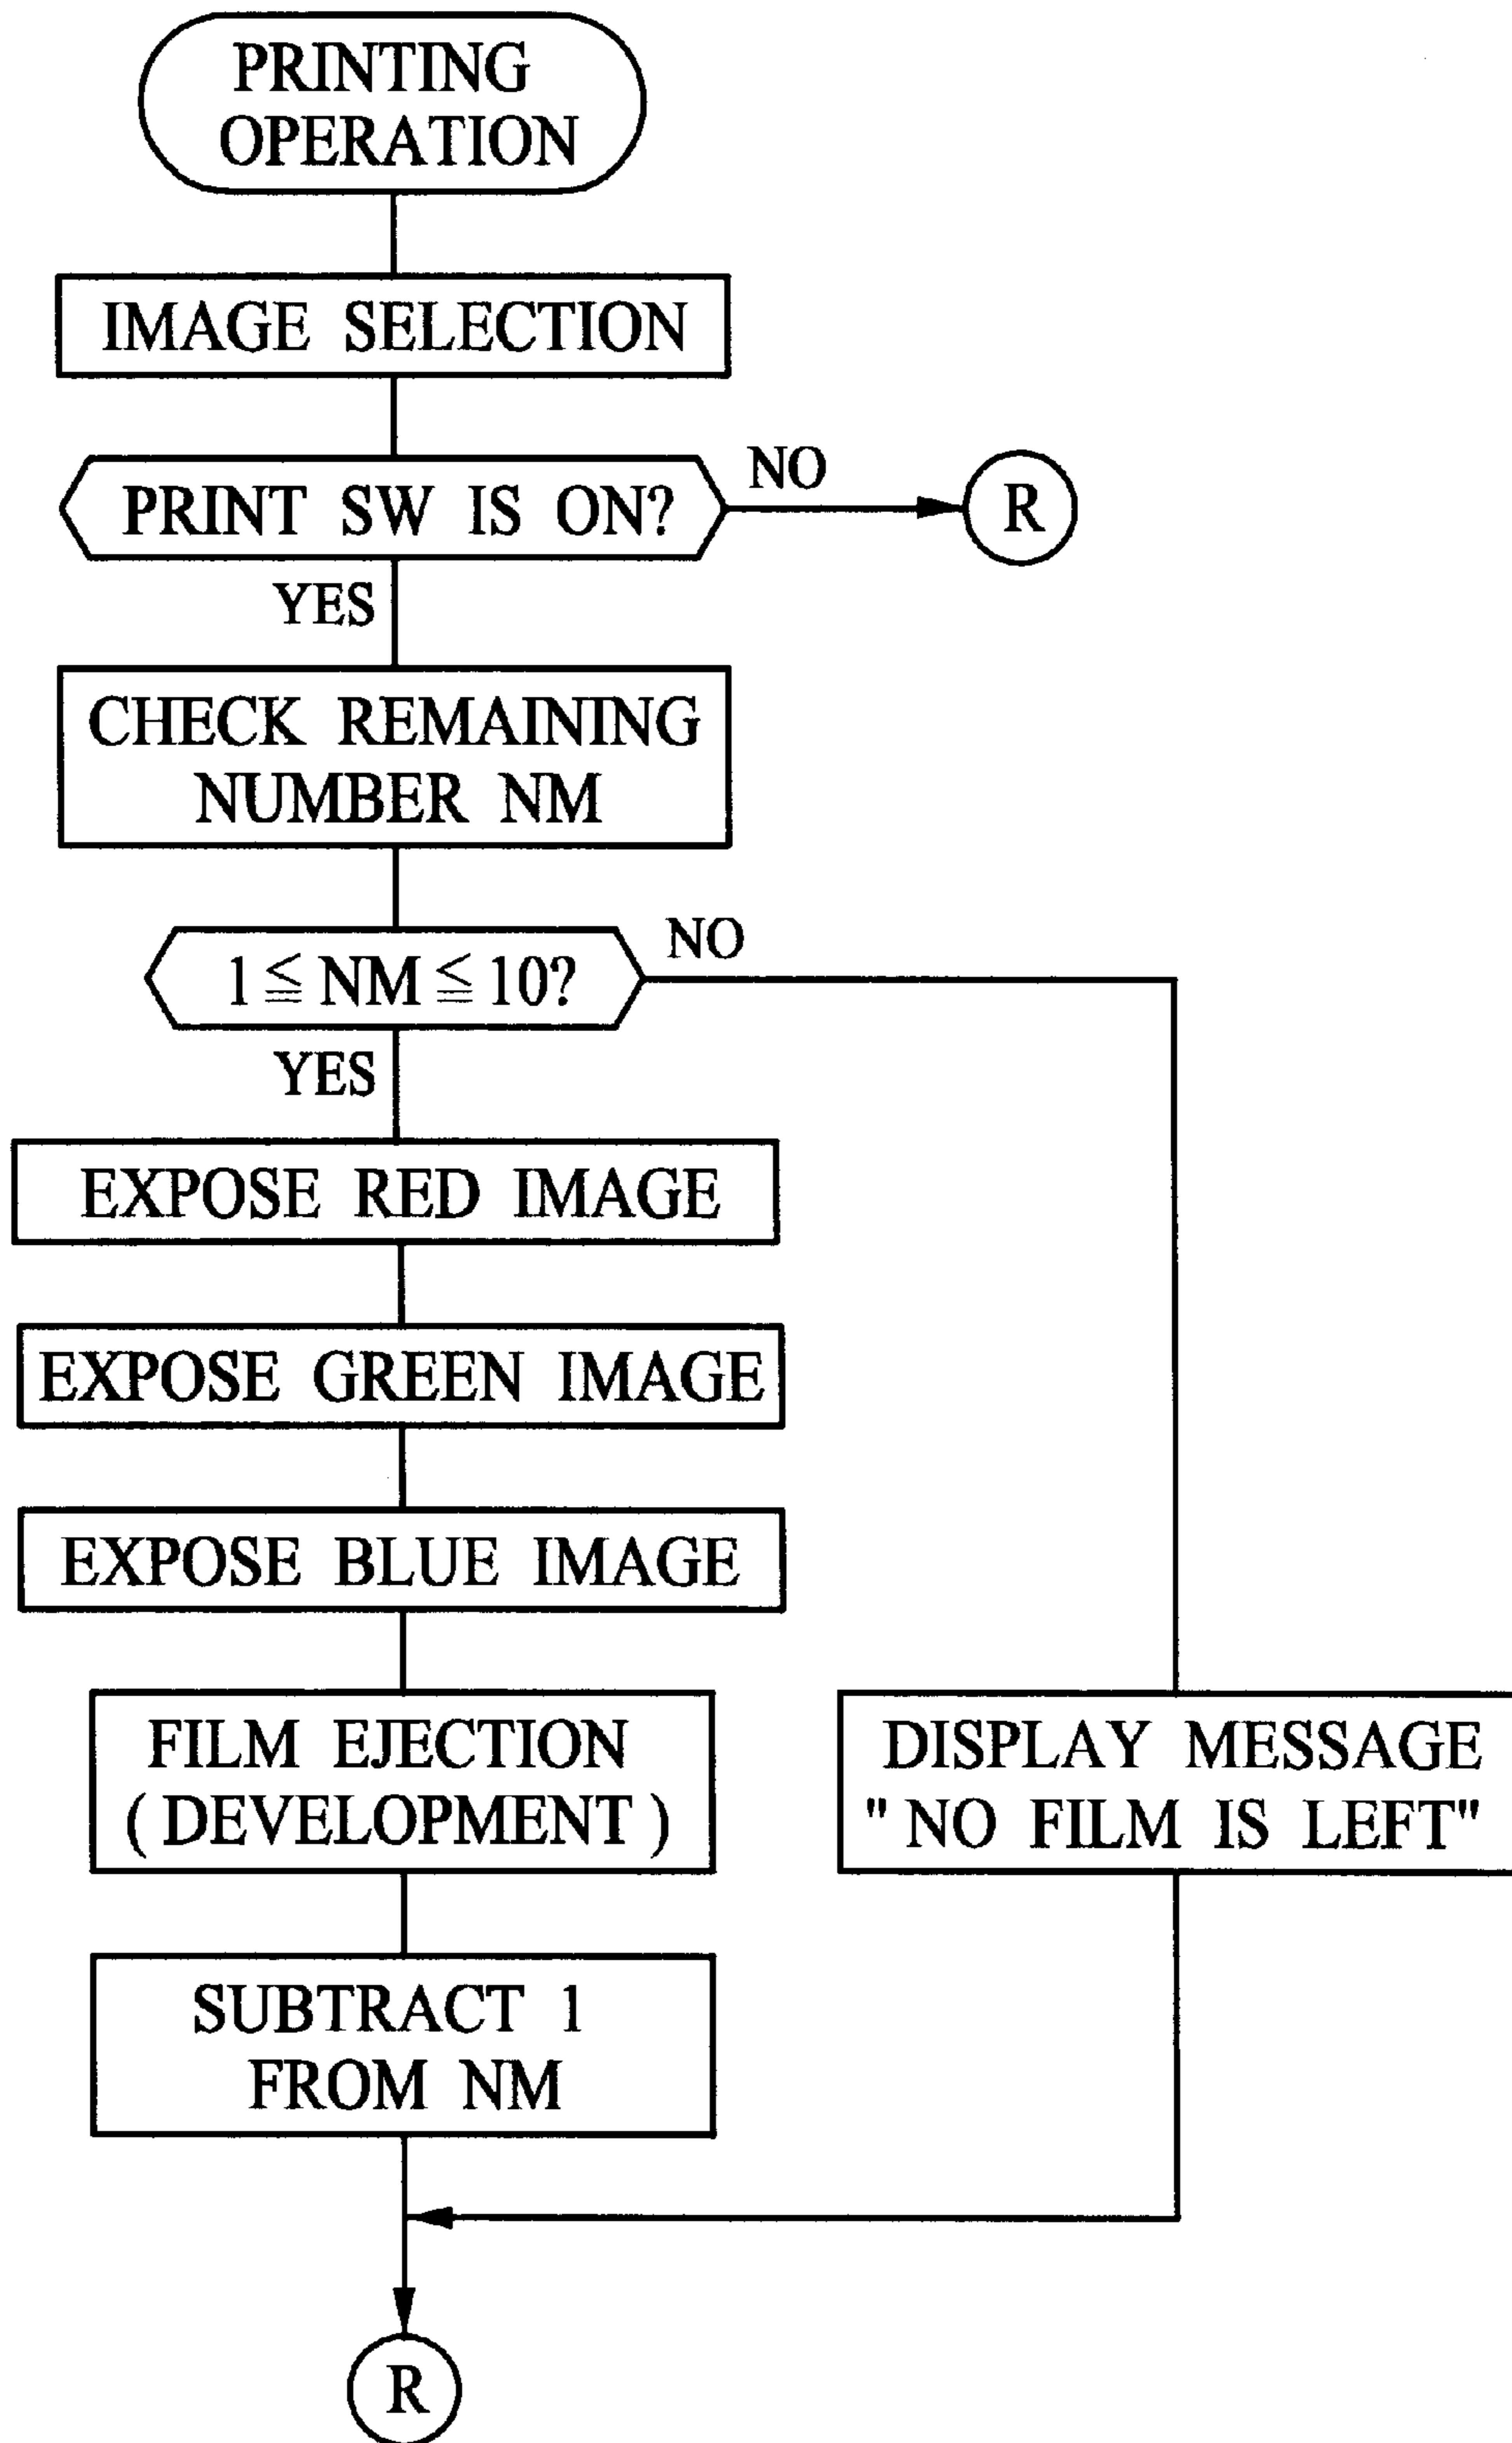 PRINTING
OPERATION
IMAGE SELECTION
PRINT SW IS ON?
NO
R
YES
CHECK REMAINING
NUMBER NM
1 ≦ NM ≦ 10?
NO
YES
EXPOSE RED IMAGE
EXPOSE GREEN IMAGE
EXPOSE BLUE IMAGE
FILM EJECTION
( DEVELOPMENT )
DISPLAY MESSAGE
" NO FILM IS LEFT"
SUBTRACT 1
FROM NM
R